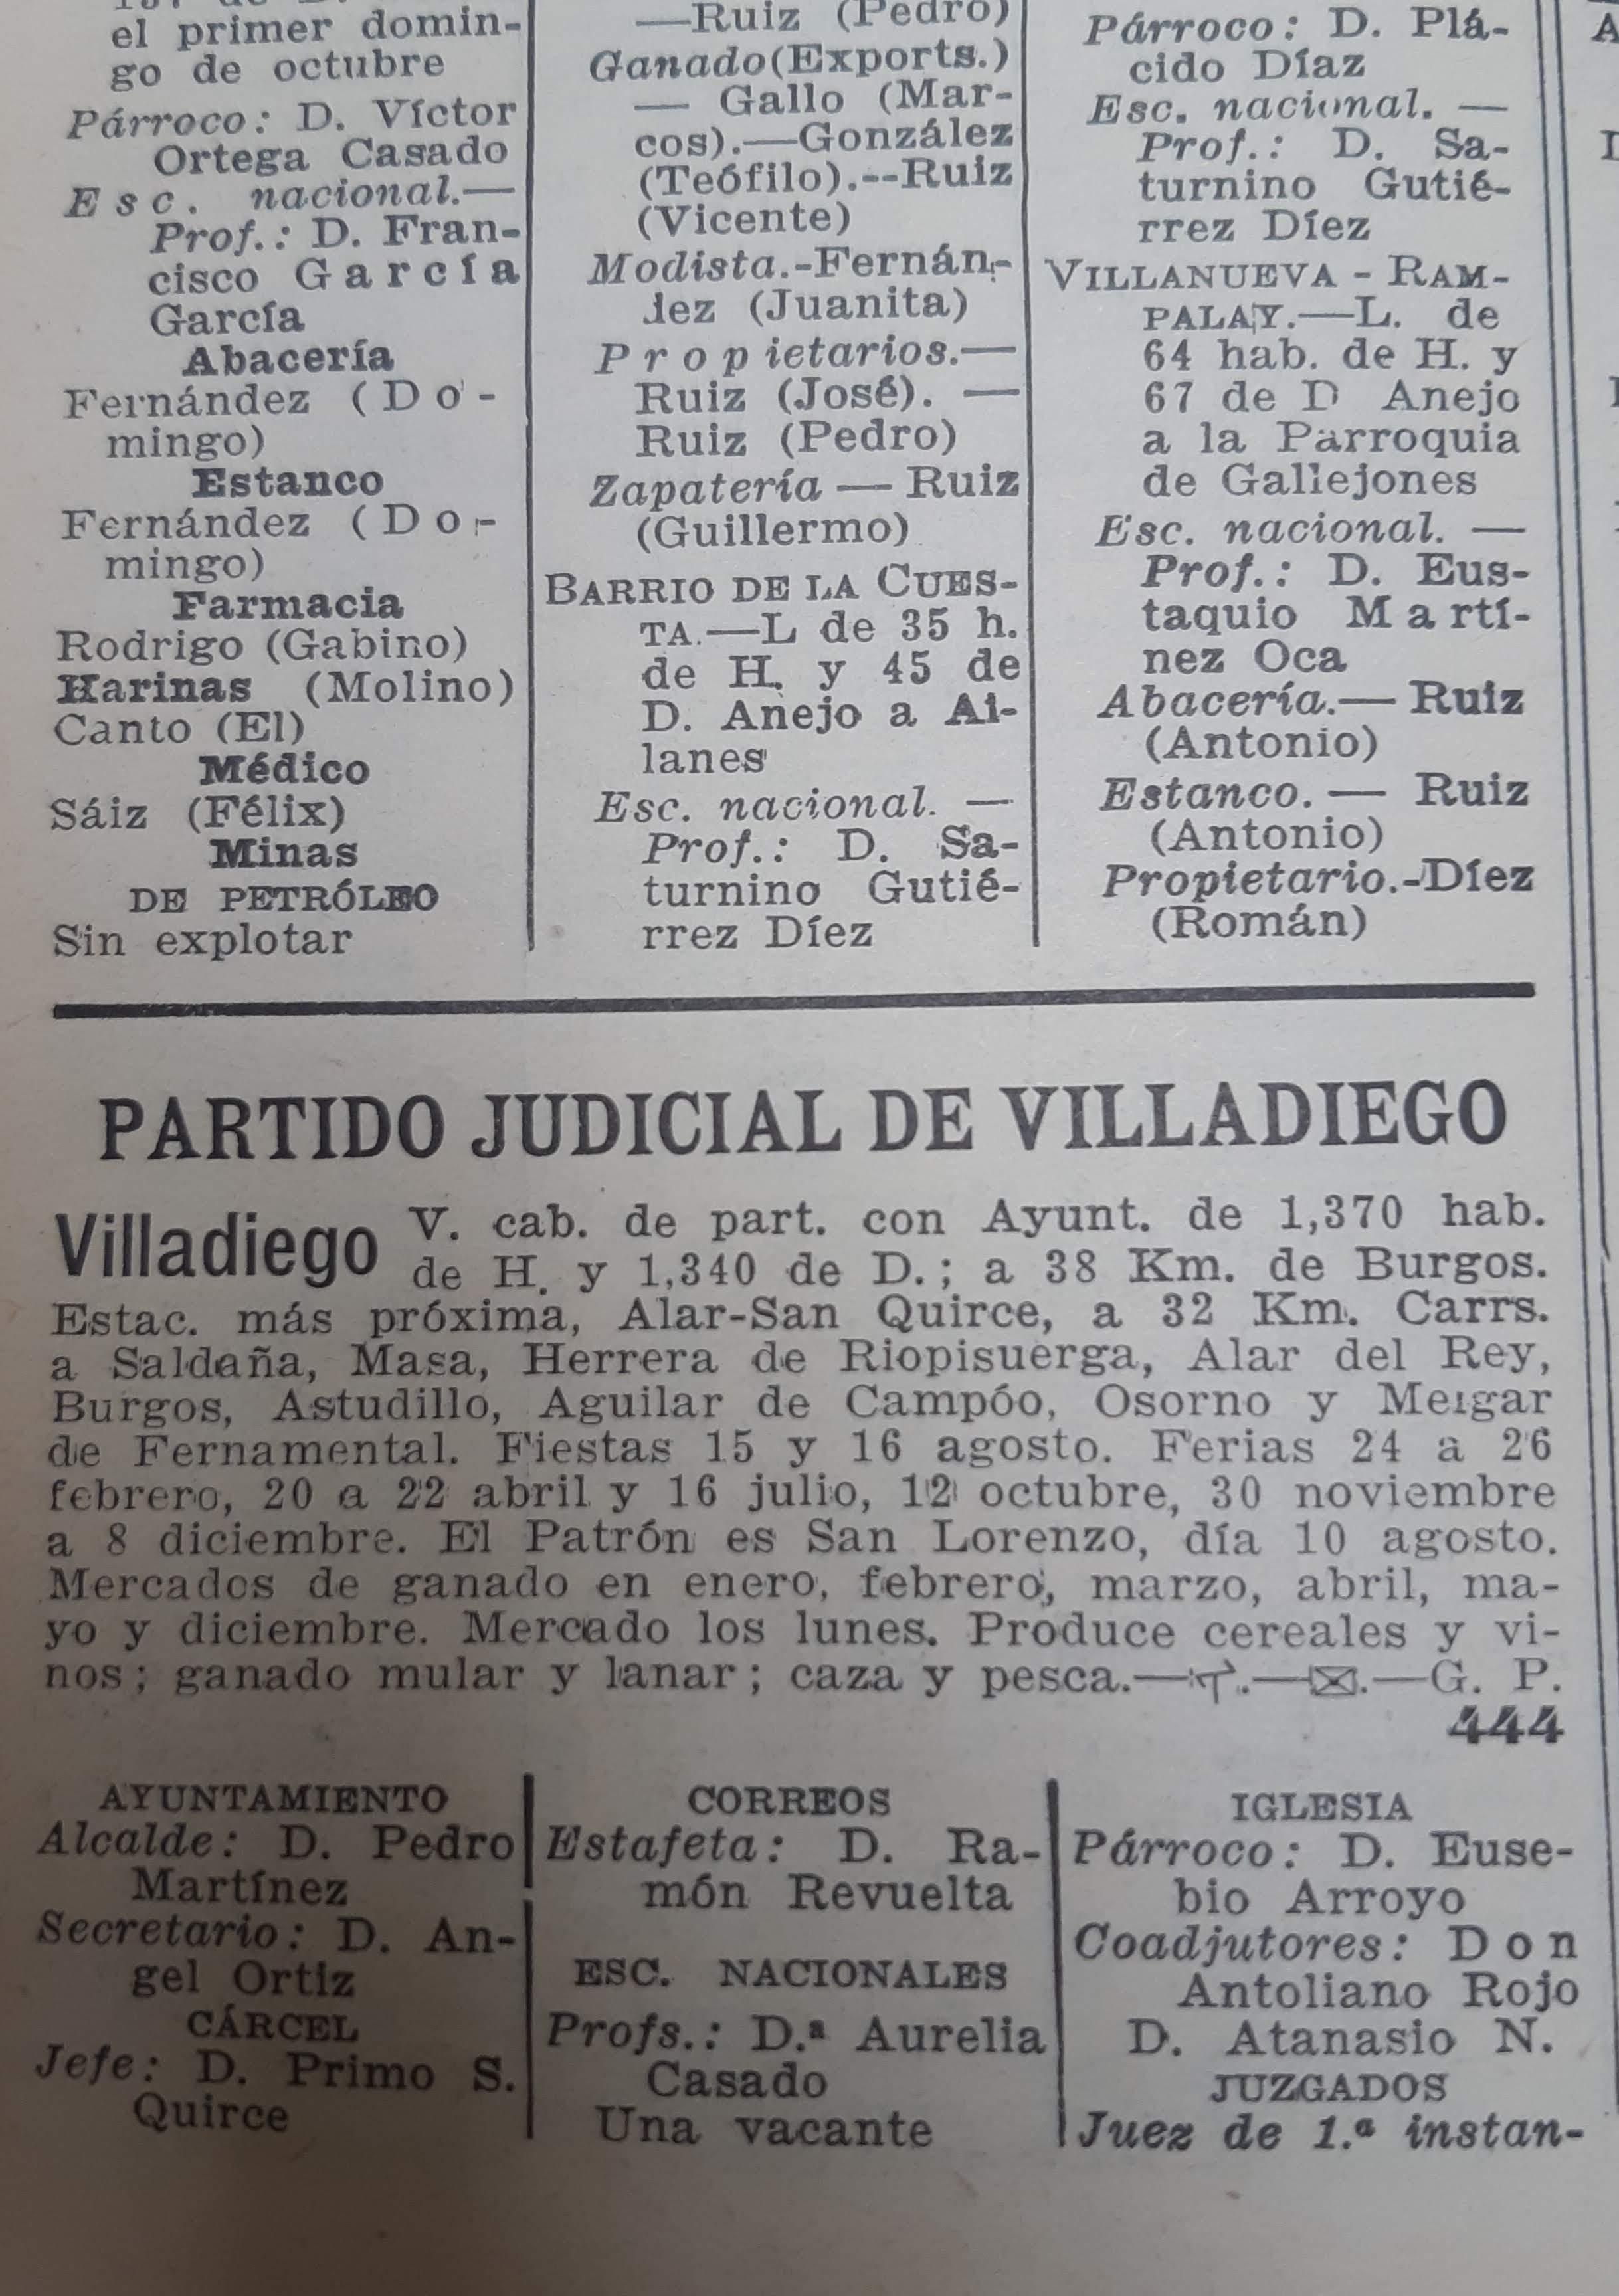 el primer domin-
go de octubre
Párroco: D. Víctor
Ortega Casado
Esc. nacional.—
Prof.: D. Fran-
cisco García
García
Abacería
Fernández (Do-
mingo)
Estanco
Fernández (Do-
mingo)
Farmacia
Rodrigo (Gabino)
Harinas (Molino)
Canto (El)
Médico
Sáiz (Félix)
Minas
DE PETRÓLEO
Sin explotar
—Ruiz (Pedro)
Ganado (Exports.)
— Gallo (Mar-
cos).—González
(Teófilo).--Ruiz
(Vicente)
Modista.-Fernán-
dez (Juanita)
Propietarios.—
Ruiz (José). —
Ruiz (Pedro)
Zapatería — Ruiz
(Guillermo)
BARRIO DE LA CUES-
TA.—L de 35 h.
de H. y 45 de
D. Anejo a Ai-
lanes
Esc. nacional. —
Prof.: D. Sa-
turnino Gutié-
rrez Díez
Párroco: D. Plá-
cido Díaz
Esc. nacional. —
Prof.: D. Sa-
turnino Gutié-
rrez Díez
VILLANUEVA - RAM-
PALAY.—L. de
64 hab. de H. y
67 de D Anejo
a la Parroquia
de Gallejones
Esc. nacional. —
Prof.: D. Eus-
taquio Martí-
nez Oca
Abacería.— Ruiz
(Antonio)
Estanco. — Ruiz
(Antonio)
Propietario.-Díez
(Román)
PARTIDO JUDICIAL DE VILLADIEGO
Villadiego V. cab. de part. con Ayunt. de 1,370 hab.
de H. y 1,340 de D.; a 38 Km. de Burgos.
Estac. más próxima, Alar-San Quirce, a 32 Km. Carrs.
a Saldaña, Masa, Herrera de Riopisuerga, Alar del Rey,
Burgos, Astudillo, Aguilar de Campóo, Osorno y Melgar
de Fernamental. Fiestas 15 y 16 agosto. Ferias 24 a 26
febrero, 20 a 22 abril y 16 julio, 12 octubre, 30 noviembre
a 8 diciembre. El Patrón es San Lorenzo, día 10 agosto.
Mercados de ganado en enero, febrero, marzo, abril, ma-
yo y diciembre. Mercado los lunes. Produce cereales y vi-
nos; ganado mular y lanar; caza y pesca.— .— .—G. P.
444
AYUNTAMIENTO
Alcalde: D. Pedro
Martínez
Secretario: D. An-
gel Ortiz
CÁRCEL
Jefe: D. Primo S.
Quirce
CORREOS
Estafeta: D. Ra-
món Revuelta
ESC. NACIONALES
Profs.: D.ª Aurelia
Casado
Una vacante
IGLESIA
Párroco: D. Euse-
bio Arroyo
Coadjutores: Don
Antoliano Rojo
D. Atanasio N.
JUZGADOS
Juez de 1.ª instan-